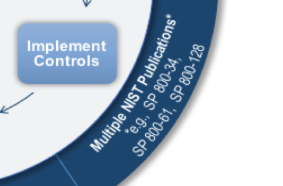 Implement
Controls
Multiple NIST Publications*
*e.g., SP 800-34,
SP 800-61, SP 800-128